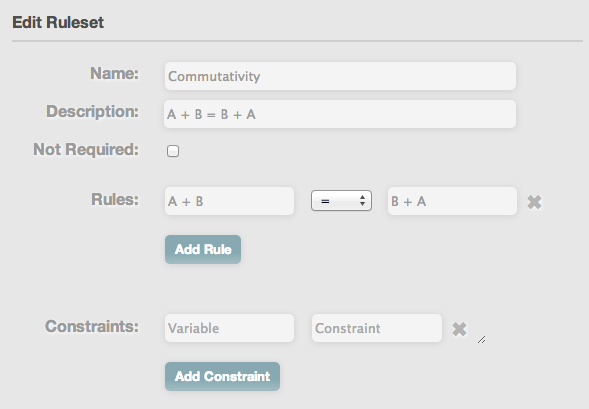 Edit Ruleset
Name: Commutativity
Description: A + B = B + A
Not Required:
Rules: A + B = B + A
Add Rule
Constraints: Variable Constraint
Add Constraint